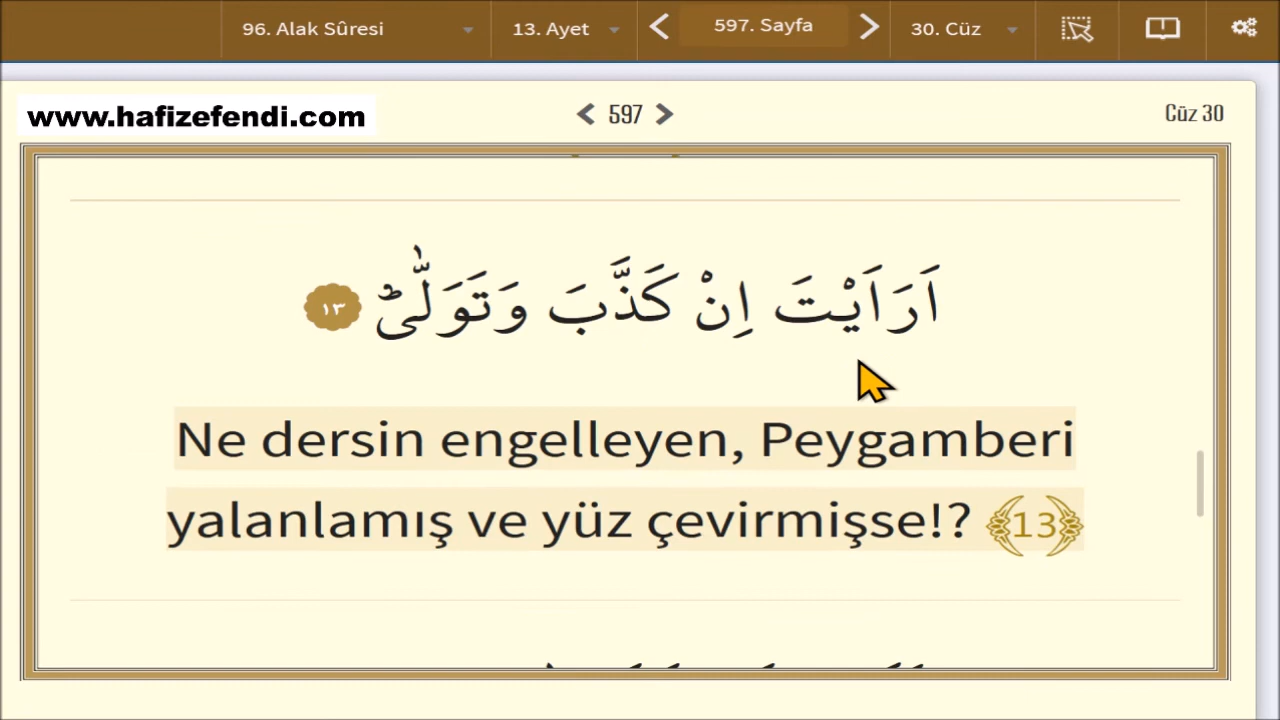 96. Alak Sûresi
13. Ayet
597. Sayfa
30. Cüz
www.hafizefendi.com
597
Cüz 30
اَرَاَيْتَ اِنْ كَذَّبَ وَتَوَلّٰىۜ ١٣
Ne dersin engelleyen, Peygamberi
yalanlamış ve yüz çevirmişse!? 13